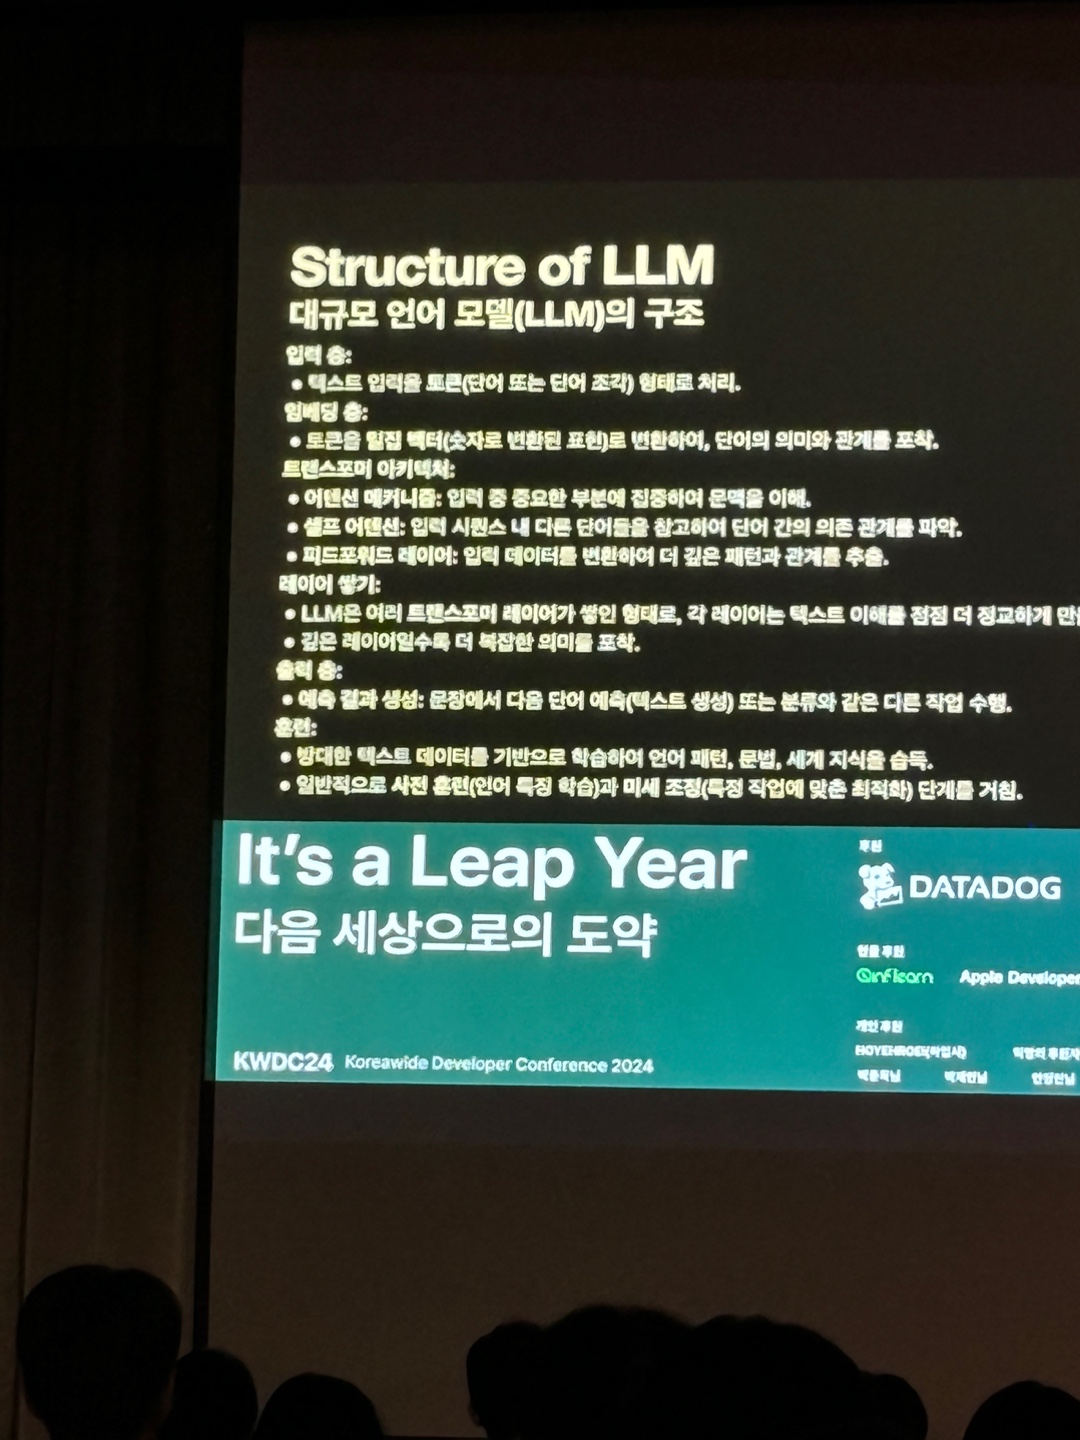 Structure of LLM
대규모 언어 모델(LLM)의 구조
입력 층:
• 텍스트 입력을 토큰(단어 또는 단어 조각) 형태로 처리.
임베딩 층:
• 토큰을 밀집 벡터(숫자로 변환된 표현)로 변환하여, 단어의 의미와 관계를 포착.
트랜스포머 아키텍처:
• 어텐션 메커니즘: 입력 중 중요한 부분에 집중하여 문맥을 이해.
• 셀프 어텐션: 입력 시퀀스 내 다른 단어들을 참고하여 단어 간의 의존 관계를 파악.
• 피드포워드 레이어: 입력 데이터를 변환하여 더 깊은 패턴과 관계를 추출.
레이어 쌓기:
• LLM은 여러 트랜스포머 레이어가 쌓인 형태로, 각 레이어는 텍스트 이해를 점점 더 정교하게
• 깊은 레이어일수록 더 복잡한 의미를 포착.
출력 층:
• 예측 결과 생성: 문장에서 다음 단어 예측(텍스트 생성) 또는 분류와 같은 다른 작업 수행.
훈련:
• 방대한 텍스트 데이터를 기반으로 학습하여 언어 패턴, 문법, 세계 지식을 습득.
• 일반적으로 사전 훈련(언어 특징 학습)과 미세 조정(특정 작업에 맞춘 최적화) 단계를 거침.
It's a Leap Year
다음 세상으로의 도약
KWDC24 Koreawide Developer Conference 2024
후원
DATADOG
현물 후원
inflearn Apple Developer
개인 후원